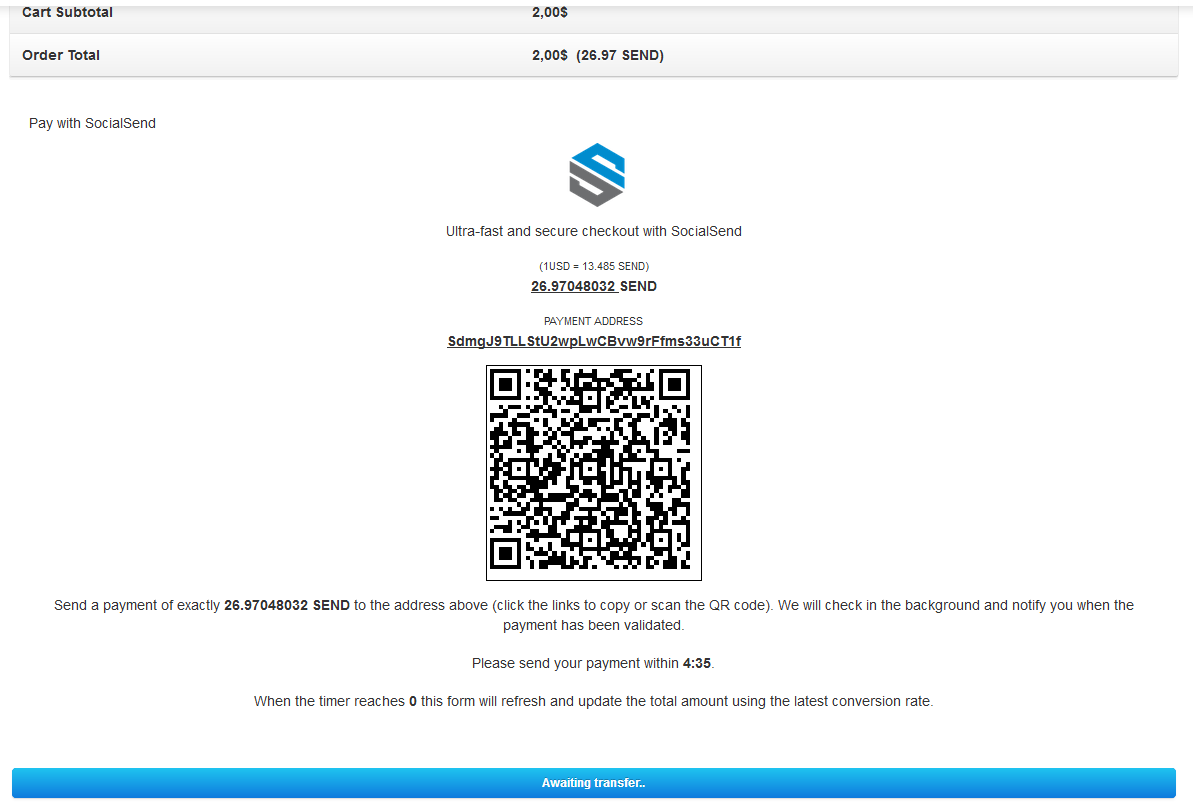 Cart Subtotal 2,00$
Order Total 2,00$ (26.97 SEND)
Pay with SocialSend
Ultra-fast and secure checkout with SocialSend
(1USD = 13.485 SEND)
26.97048032 SEND
PAYMENT ADDRESS
SdmgJ9TLLStU2wpLwCBvw9rFfms33uCT1f
Send a payment of exactly 26.97048032 SEND to the address above (click the links to copy or scan the QR code). We will check in the background and notify you when the
payment has been validated.
Please send your payment within 4:35.
When the timer reaches 0 this form will refresh and update the total amount using the latest conversion rate.
Awaiting transfer..